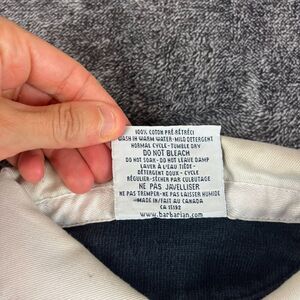 100% COTON PRÉ RÉTRÉCI
WASH IN WARM WATER-MILD DETERGENT
NORMAL CYCLE- TUMBLE DRY
DO NOT BLEACH
DO NOT SOAK- DO NOT LEAVE DAMP
LAVER À L'EAU TIÈDE-
DÉTERGENT DOUX - CYCLE
RÉGULIER-SÉCHER PAR CULBUTAGE
NE PAS JAVELLISER
NE PAS TREMPER- NE PAS LAISSER HUMIDE
MADE IN/FAIT AU CANADA
CA 15192
www.barbarian.com